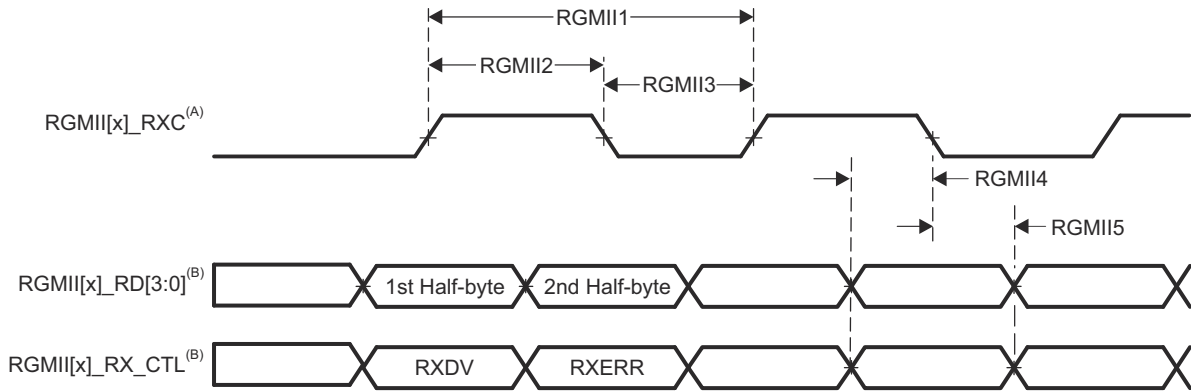 RGMII1
RGMII2
RGMII3
RGMII[x]_RXC(A)
RGMII4
RGMII5
RGMII[x]_RD[3:0](B)
1st Half-byte
2nd Half-byte
RGMII[x]_RX_CTL(B)
RXDV
RXERR